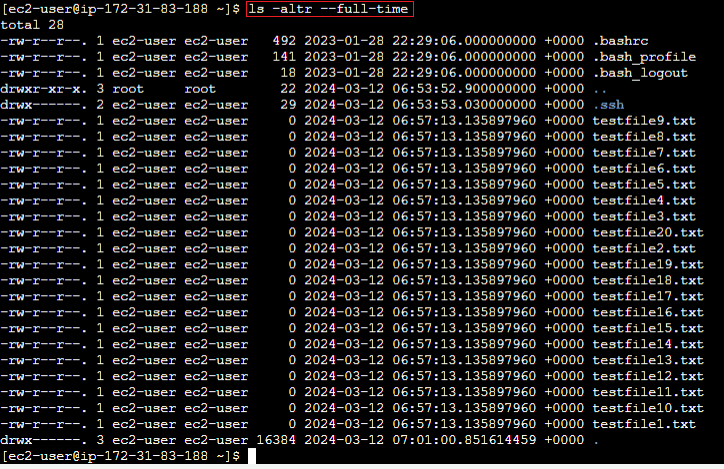 [ec2-user@ip-172-31-83-188 ~]$ ls -altr --full-time
total 28
-rw-r--r--. 1 ec2-user ec2-user   492 2023-01-28 22:29:06.000000000 +0000 .bashrc
-rw-r--r--. 1 ec2-user ec2-user   141 2023-01-28 22:29:06.000000000 +0000 .bash_profile
-rw-r--r--. 1 ec2-user ec2-user    18 2023-01-28 22:29:06.000000000 +0000 .bash_logout
drwxr-xr-x. 3 root     root        22 2024-03-12 06:53:52.900000000 +0000 ..
drwx------. 2 ec2-user ec2-user    29 2024-03-12 06:53:53.030000000 +0000 .ssh
-rw-r--r--. 1 ec2-user ec2-user     0 2024-03-12 06:57:13.135897960 +0000 testfile9.txt
-rw-r--r--. 1 ec2-user ec2-user     0 2024-03-12 06:57:13.135897960 +0000 testfile8.txt
-rw-r--r--. 1 ec2-user ec2-user     0 2024-03-12 06:57:13.135897960 +0000 testfile7.txt
-rw-r--r--. 1 ec2-user ec2-user     0 2024-03-12 06:57:13.135897960 +0000 testfile6.txt
-rw-r--r--. 1 ec2-user ec2-user     0 2024-03-12 06:57:13.135897960 +0000 testfile5.txt
-rw-r--r--. 1 ec2-user ec2-user     0 2024-03-12 06:57:13.135897960 +0000 testfile4.txt
-rw-r--r--. 1 ec2-user ec2-user     0 2024-03-12 06:57:13.135897960 +0000 testfile3.txt
-rw-r--r--. 1 ec2-user ec2-user     0 2024-03-12 06:57:13.135897960 +0000 testfile20.txt
-rw-r--r--. 1 ec2-user ec2-user     0 2024-03-12 06:57:13.135897960 +0000 testfile2.txt
-rw-r--r--. 1 ec2-user ec2-user     0 2024-03-12 06:57:13.135897960 +0000 testfile19.txt
-rw-r--r--. 1 ec2-user ec2-user     0 2024-03-12 06:57:13.135897960 +0000 testfile18.txt
-rw-r--r--. 1 ec2-user ec2-user     0 2024-03-12 06:57:13.135897960 +0000 testfile17.txt
-rw-r--r--. 1 ec2-user ec2-user     0 2024-03-12 06:57:13.135897960 +0000 testfile16.txt
-rw-r--r--. 1 ec2-user ec2-user     0 2024-03-12 06:57:13.135897960 +0000 testfile15.txt
-rw-r--r--. 1 ec2-user ec2-user     0 2024-03-12 06:57:13.135897960 +0000 testfile14.txt
-rw-r--r--. 1 ec2-user ec2-user     0 2024-03-12 06:57:13.135897960 +0000 testfile13.txt
-rw-r--r--. 1 ec2-user ec2-user     0 2024-03-12 06:57:13.135897960 +0000 testfile12.txt
-rw-r--r--. 1 ec2-user ec2-user     0 2024-03-12 06:57:13.135897960 +0000 testfile11.txt
-rw-r--r--. 1 ec2-user ec2-user     0 2024-03-12 06:57:13.135897960 +0000 testfile10.txt
-rw-r--r--. 1 ec2-user ec2-user     0 2024-03-12 06:57:13.135897960 +0000 testfile1.txt
drwx------. 3 ec2-user ec2-user 16384 2024-03-12 07:01:00.851614459 +0000 .
[ec2-user@ip-172-31-83-188 ~]$